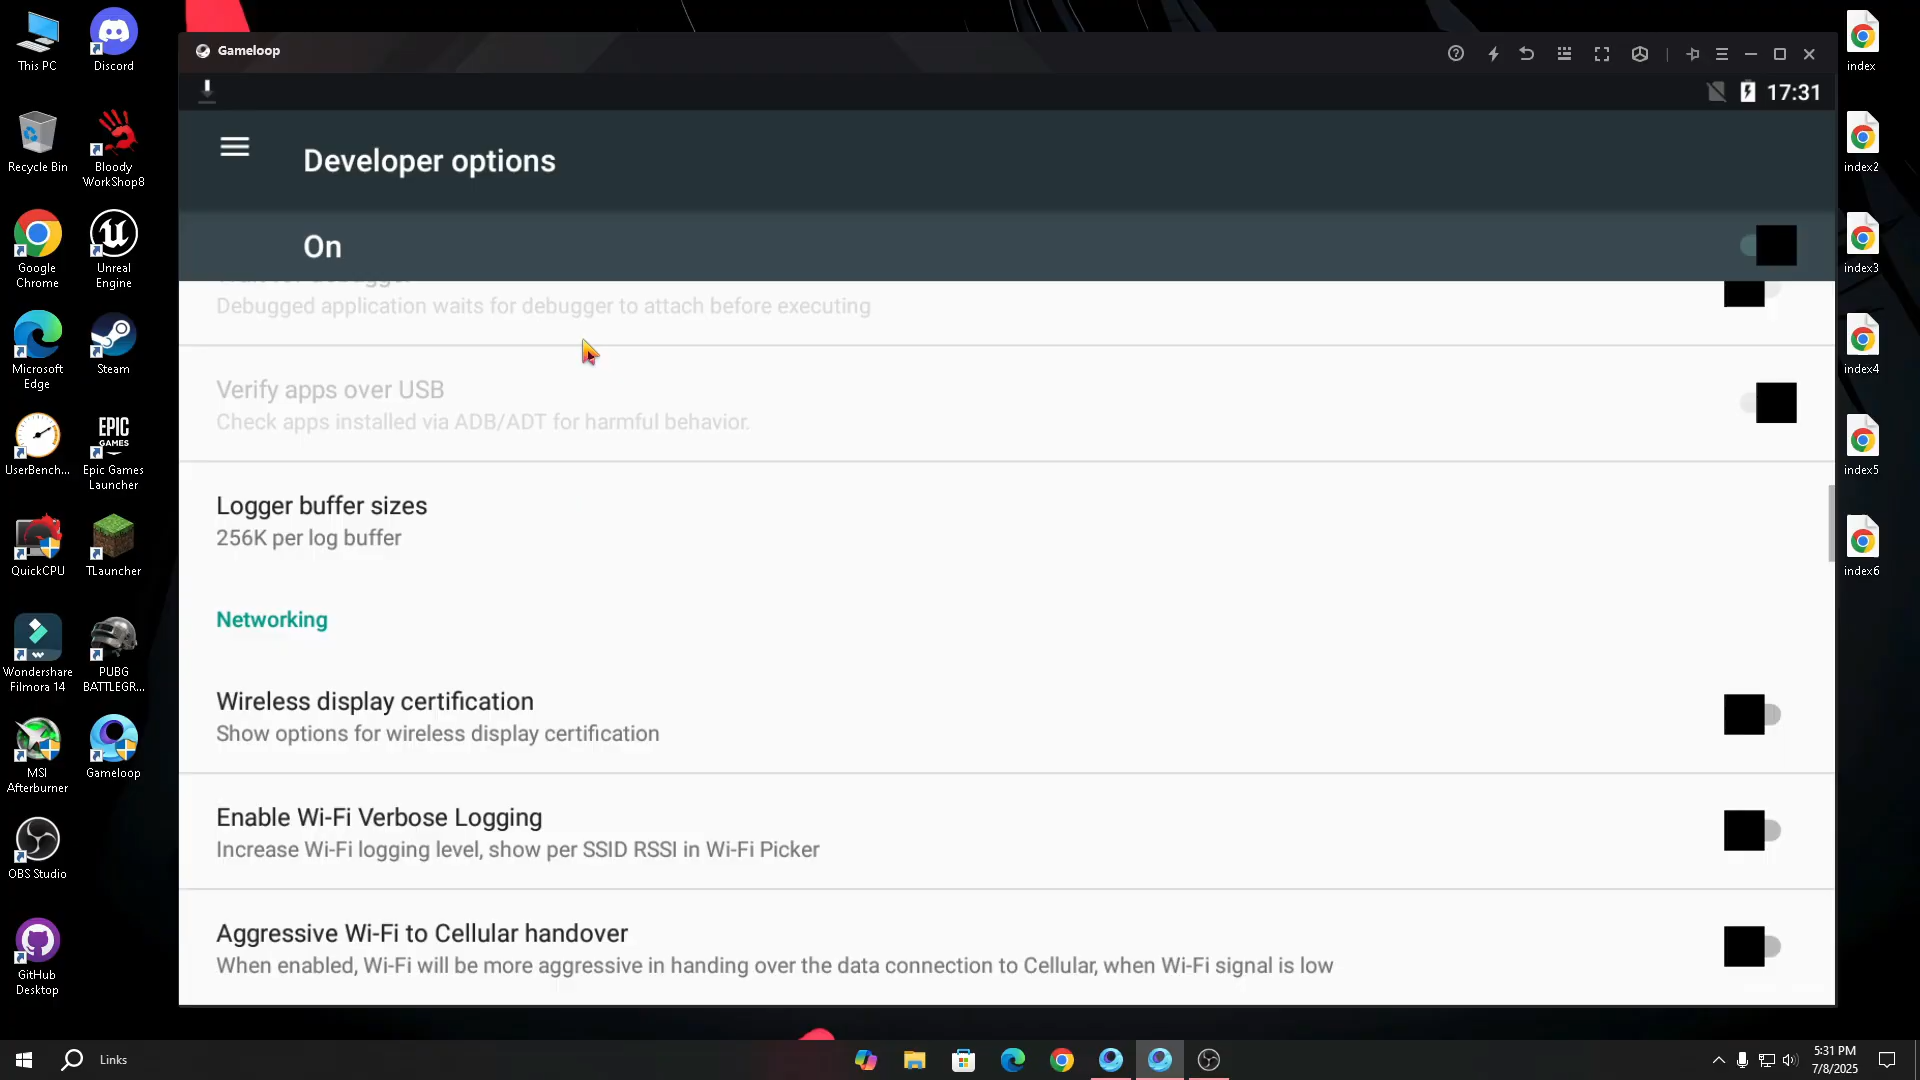 This PC
Discord
Recycle Bin
Bloody
WorkShop8
Google
Chrome
Unreal
Engine
Microsoft
Edge
Steam
UserBench...
EPIC
GAMES
Epic Games
Launcher
QuickCPU
TLauncher
Wondershare
Filmora 14
PUBG
BATTLEGR...
MSI
Afterburner
Gameloop
OBS Studio
GitHub
Desktop
Gameloop
17:31
Developer options
On
Debugged application waits for debugger to attach before executing
Verify apps over USB
Check apps installed via ADB/ADT for harmful behavior.
Logger buffer sizes
256K per log buffer
Networking
Wireless display certification
Show options for wireless display certification
Enable Wi-Fi Verbose Logging
Increase Wi-Fi logging level, show per SSID RSSI in Wi-Fi Picker
Aggressive Wi-Fi to Cellular handover
When enabled, Wi-Fi will be more aggressive in handing over the data connection to Cellular, when Wi-Fi signal is low
index
index2
index3
index4
index5
index6
Links
5:31 PM
7/8/2025